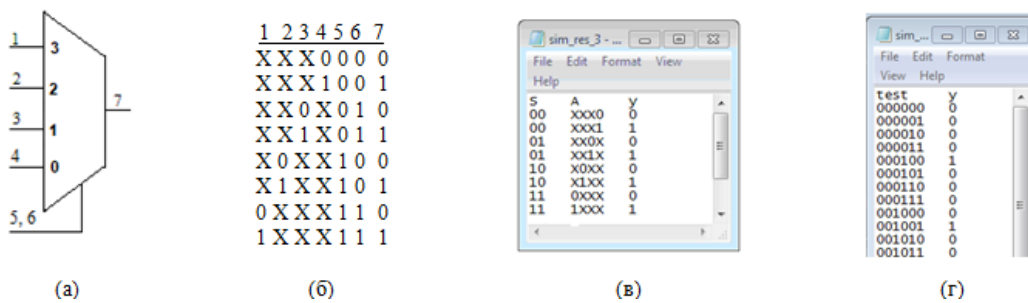 1
2
3
4
5, 6
3
2
1
0
7
1 2 3 4 5 6 7
X X X 0 0 0 0
X X X 1 0 0 1
X X 0 X 0 1 0
X X 1 X 0 1 1
X 0 X X 1 0 0
X 1 X X 1 0 1
0 X X X 1 1 0
1 X X X 1 1 1
sim_res_3 - ...
File Edit Format View
Help
S A y
00 XXX0 0
00 XXX1 1
01 XX0X 0
01 XX1X 1
10 X0XX 0
10 X1XX 1
11 0XXX 0
11 1XXX 1
sim_...
File Edit Format
View Help
test y
000000 0
000001 0
000010 0
000011 0
000100 1
000101 0
000110 0
000111 0
001000 0
001001 1
001010 0
001011 0
(а) (б) (в) (г)